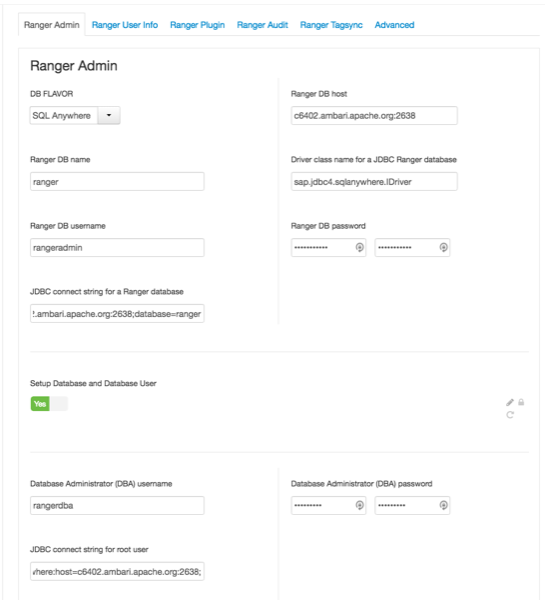 Ranger Admin Ranger User Info Ranger Plugin Ranger Audit Ranger Tagsync Advanced
Ranger Admin
DB FLAVOR
SQL Anywhere
Ranger DB host
c6402.ambari.apache.org:2638
Ranger DB name
ranger
Driver class name for a JDBC Ranger database
sap.jdbc4.sqlanywhere.IDriver
Ranger DB username
rangeradmin
Ranger DB password
JDBC connect string for a Ranger database
!.ambari.apache.org:2638;database=ranger
Setup Database and Database User
Yes
Database Administrator (DBA) username
rangerdba
Database Administrator (DBA) password
JDBC connect string for root user
here:host=c6402.ambari.apache.org:2638;